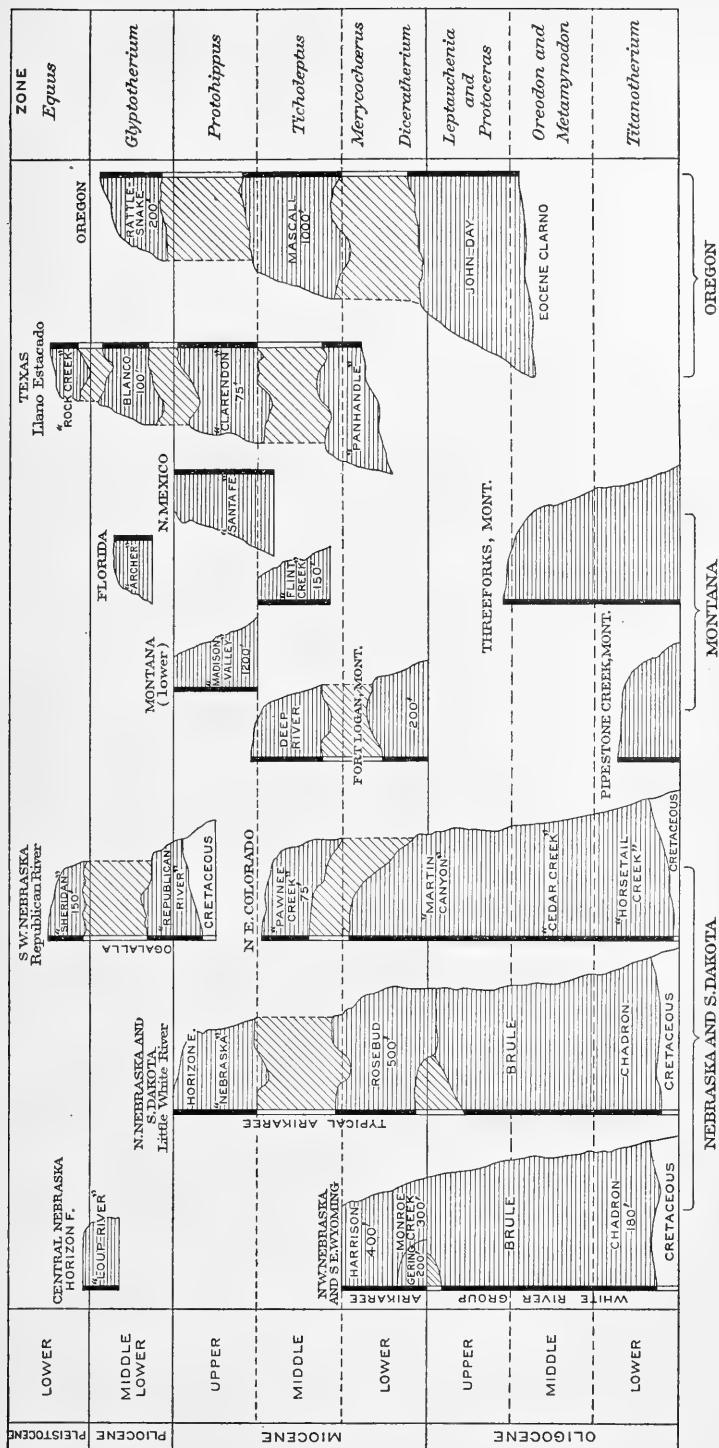 ZONE
Equus
Glyptotherium
Protohippus
Ticholeptus
Merycochœrus
Diceratherium
Leptauchenia
and
Protoceras
Oreodon and
Metamynodon
Titanotherium
OREGON
RATTLE-
SNAKE
200′
MASCALL
1000′
JOHN-DAY
EOCENE CLARNO
OREGON
TEXAS
Llano Estacado
"ROCK CREEK"
BLANCO
100′
"CLARENDON"
75′
"PANHANDLE"
N. MEXICO
"SANTA FE"
FLORIDA
"ARCHER"
"FLINT
CREEK"
150′
THREEFORKS, MONT.
MONTANA
(lower)
"MADISON
VALLEY"
1200′
DEEP
RIVER
FORT LOGAN, MONT.
200′
PIPESTONE CREEK, MONT.
MONTANA
S W. NEBRASKA
Republican River
"SHERIDAN"
150′
OGALALLA
"REPUBLICAN
RIVER"
CRETACEOUS
N E. COLORADO
"PAWNEE
CREEK"
75′
"MARTIN
CANYON"
"CEDAR CREEK"
"HORSETAIL
CREEK"
CRETACEOUS
N. NEBRASKA AND
S. DAKOTA
Little White River
HORIZON E.
"NEBRASKA"
TYPICAL ARIKAREE
ROSEBUD
500′
BRULE
CHADRON
CRETACEOUS
CENTRAL NEBRASKA
HORIZON F.
"LOUP-RIVER"
NW. NEBRASKA
AND S E. WYOMING
HARRISON
400′
MONROE
CREEK
300′
GERING
200′
ARIKAREE
BRULE
WHITE RIVER GROUP
CHADRON
180′
CRETACEOUS
NEBRASKA AND S. DAKOTA
LOWER
MIDDLE
LOWER
UPPER
MIDDLE
LOWER
UPPER
MIDDLE
LOWER
PLEISTOCENE
PLIOCENE
MIOCENE
OLIGOCENE